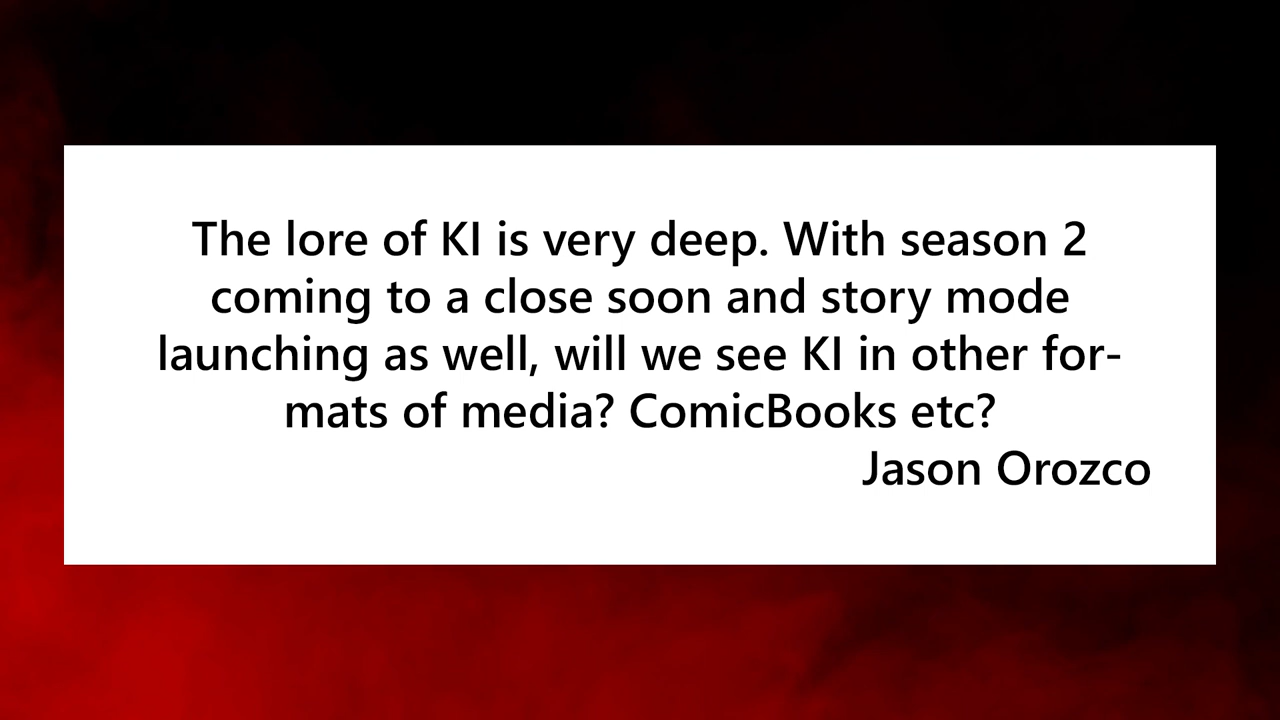 The lore of KI is very deep. With season 2
coming to a close soon and story mode
launching as well, will we see KI in other for-
mats of media? ComicBooks etc?
Jason Orozco